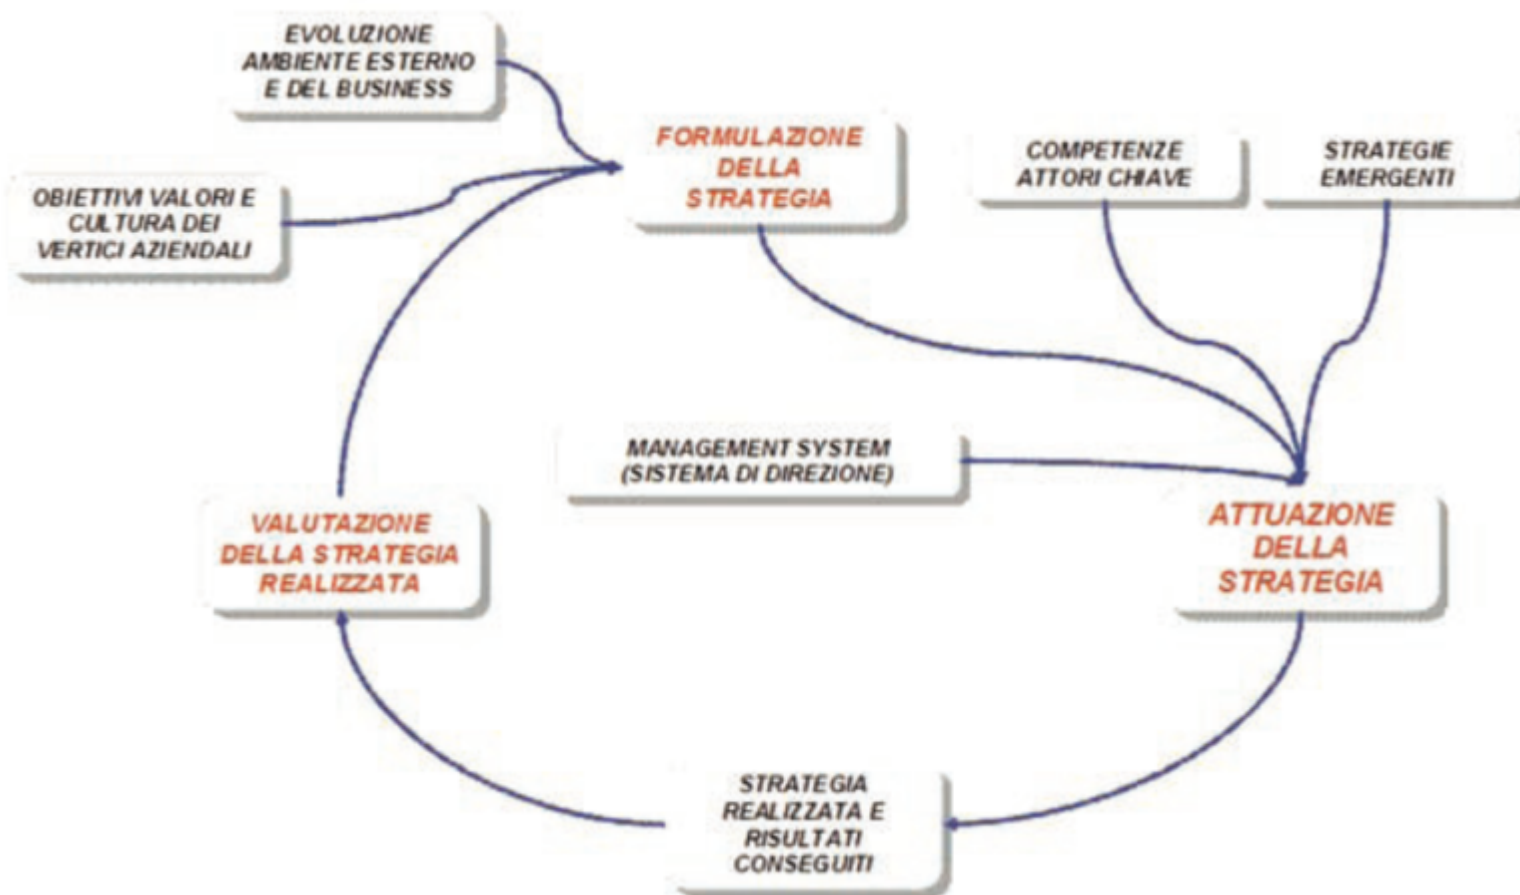 EVOLUZIONE
AMBIENTE ESTERNO
E DEL BUSINESS
OBIETTIVI VALORI E
CULTURA DEI
VERTICI AZIENDALI
FORMULAZIONE
DELLA
STRATEGIA
COMPETENZE
ATTORI CHIAVE
STRATEGIE
EMERGENTI
MANAGEMENT SYSTEM
(SISTEMA DI DIREZIONE)
VALUTAZIONE
DELLA STRATEGIA
REALIZZATA
ATTUAZIONE
DELLA
STRATEGIA
STRATEGIA
REALIZZATA E
RISULTATI
CONSEGUITI